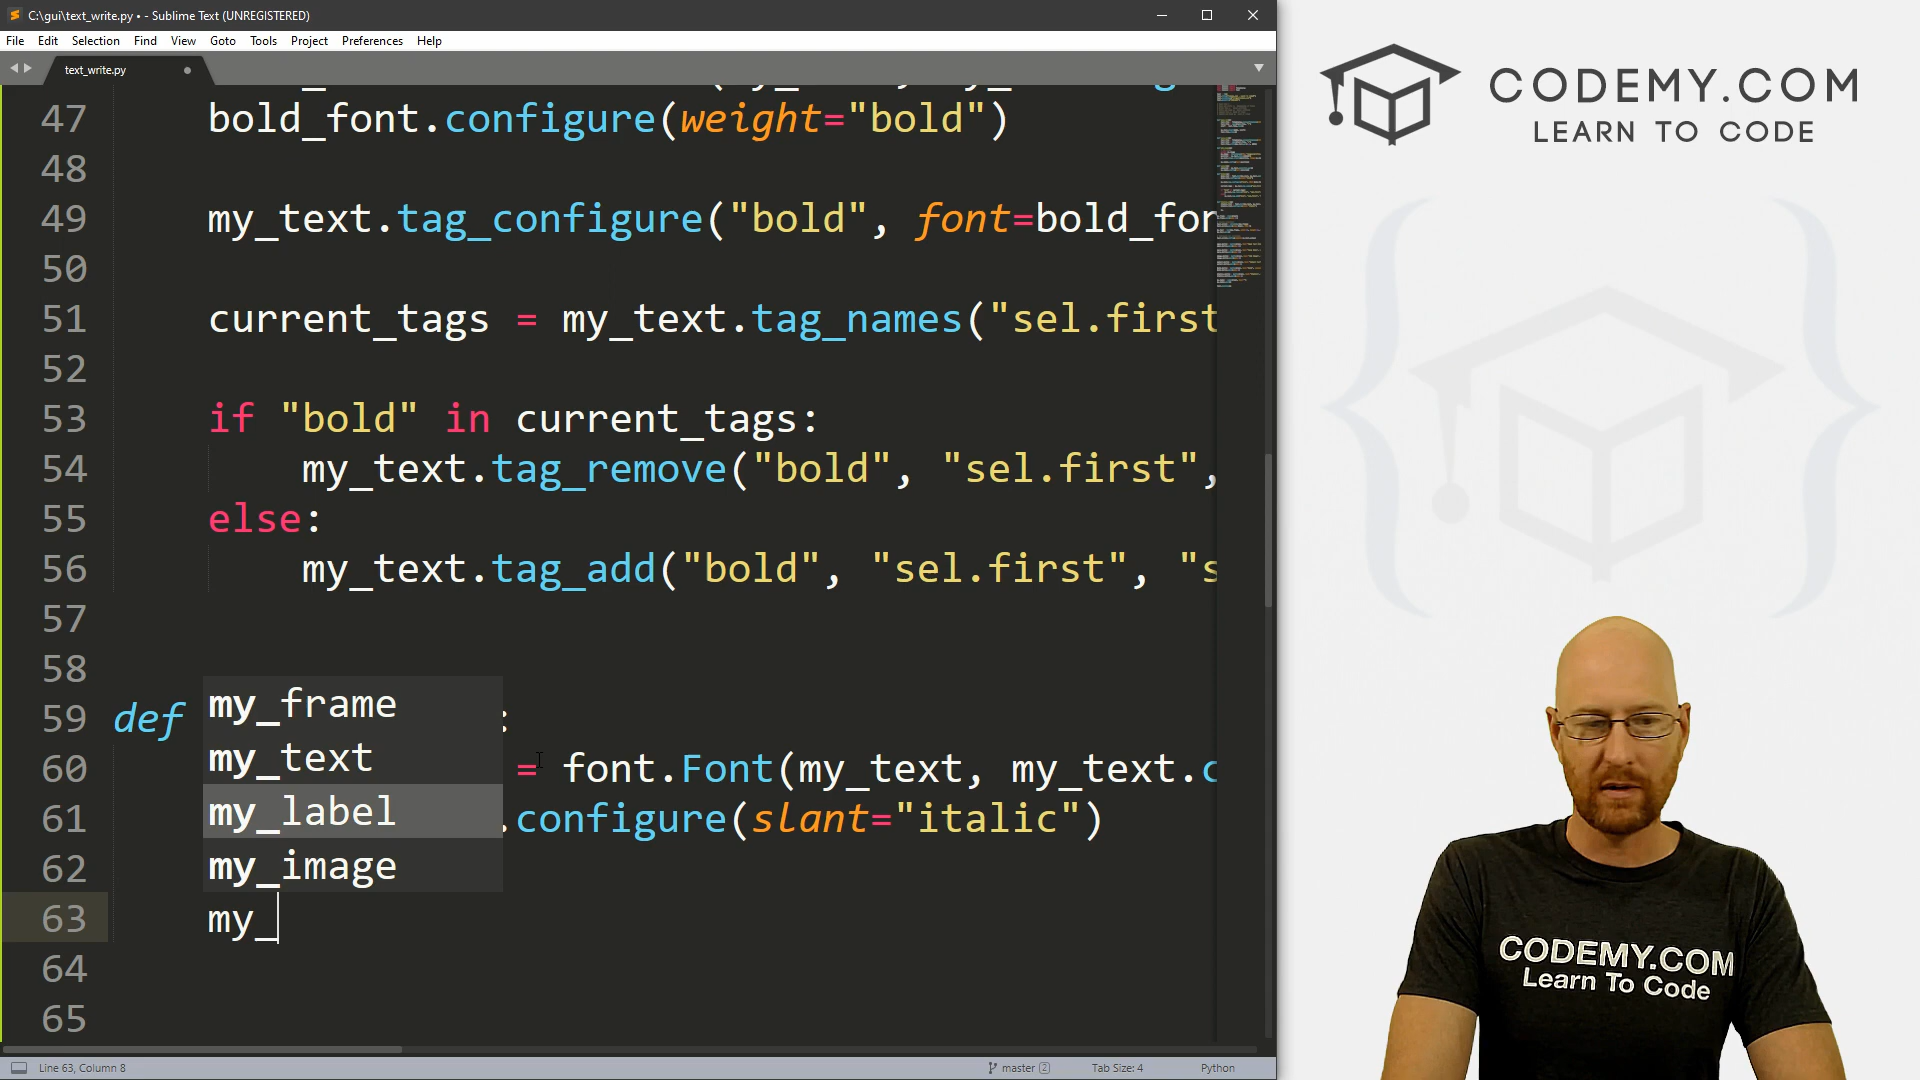 C:\gui\text_write.py • - Sublime Text (UNREGISTERED)
File Edit Selection Find View Goto Tools Project Preferences Help
text_write.py
47 bold_font.configure(weight="bold")
48
49 my_text.tag_configure("bold", font=bold_fon
50
51 current_tags = my_text.tag_names("sel.first
52
53 if "bold" in current_tags:
54 my_text.tag_remove("bold", "sel.first",
55 else:
56 my_text.tag_add("bold", "sel.first", "s
57
58
59 def :
60 = font.Font(my_text, my_text.c
61 .configure(slant="italic")
62
63 my_
64
65
my_frame
my_text
my_label
my_image
Line 63, Column 8
master 2
Tab Size: 4
Python
CODEMY.COM
LEARN TO CODE
CODEMY.COM
Learn To Code